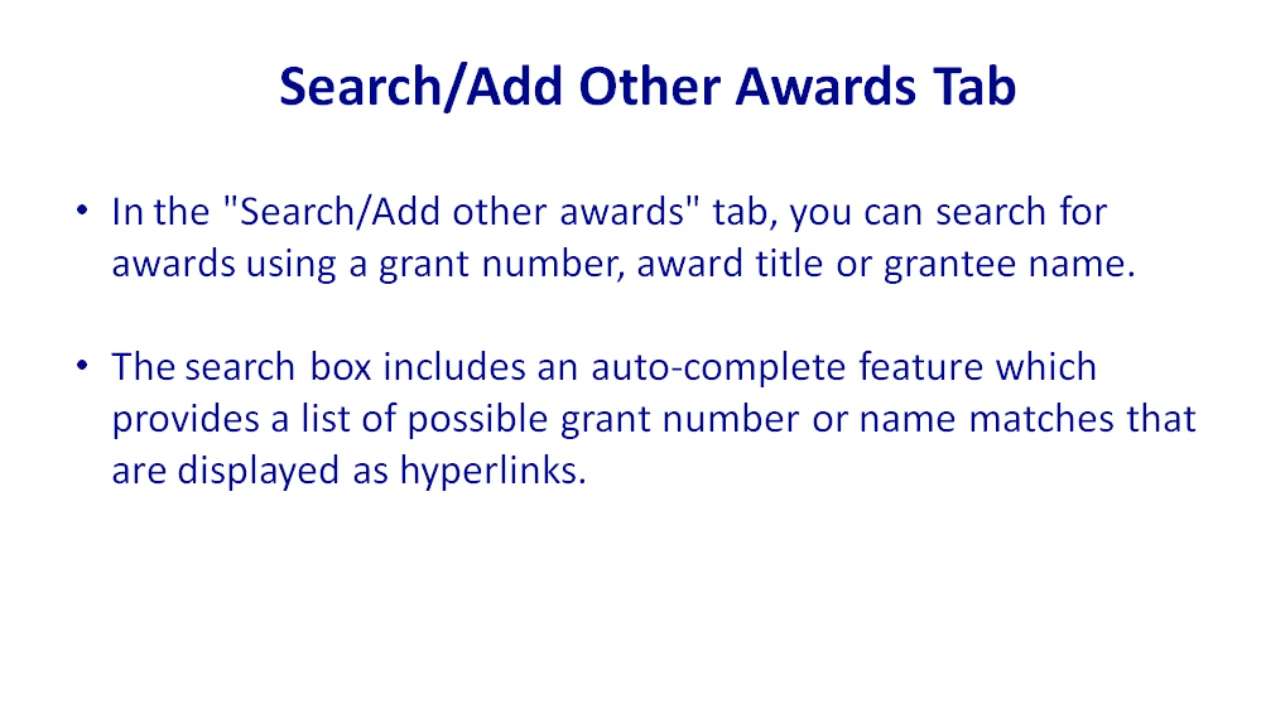 Search/Add Other Awards Tab
• In the "Search/Add other awards" tab, you can search for
awards using a grant number, award title or grantee name.
• The search box includes an auto-complete feature which
provides a list of possible grant number or name matches that
are displayed as hyperlinks.